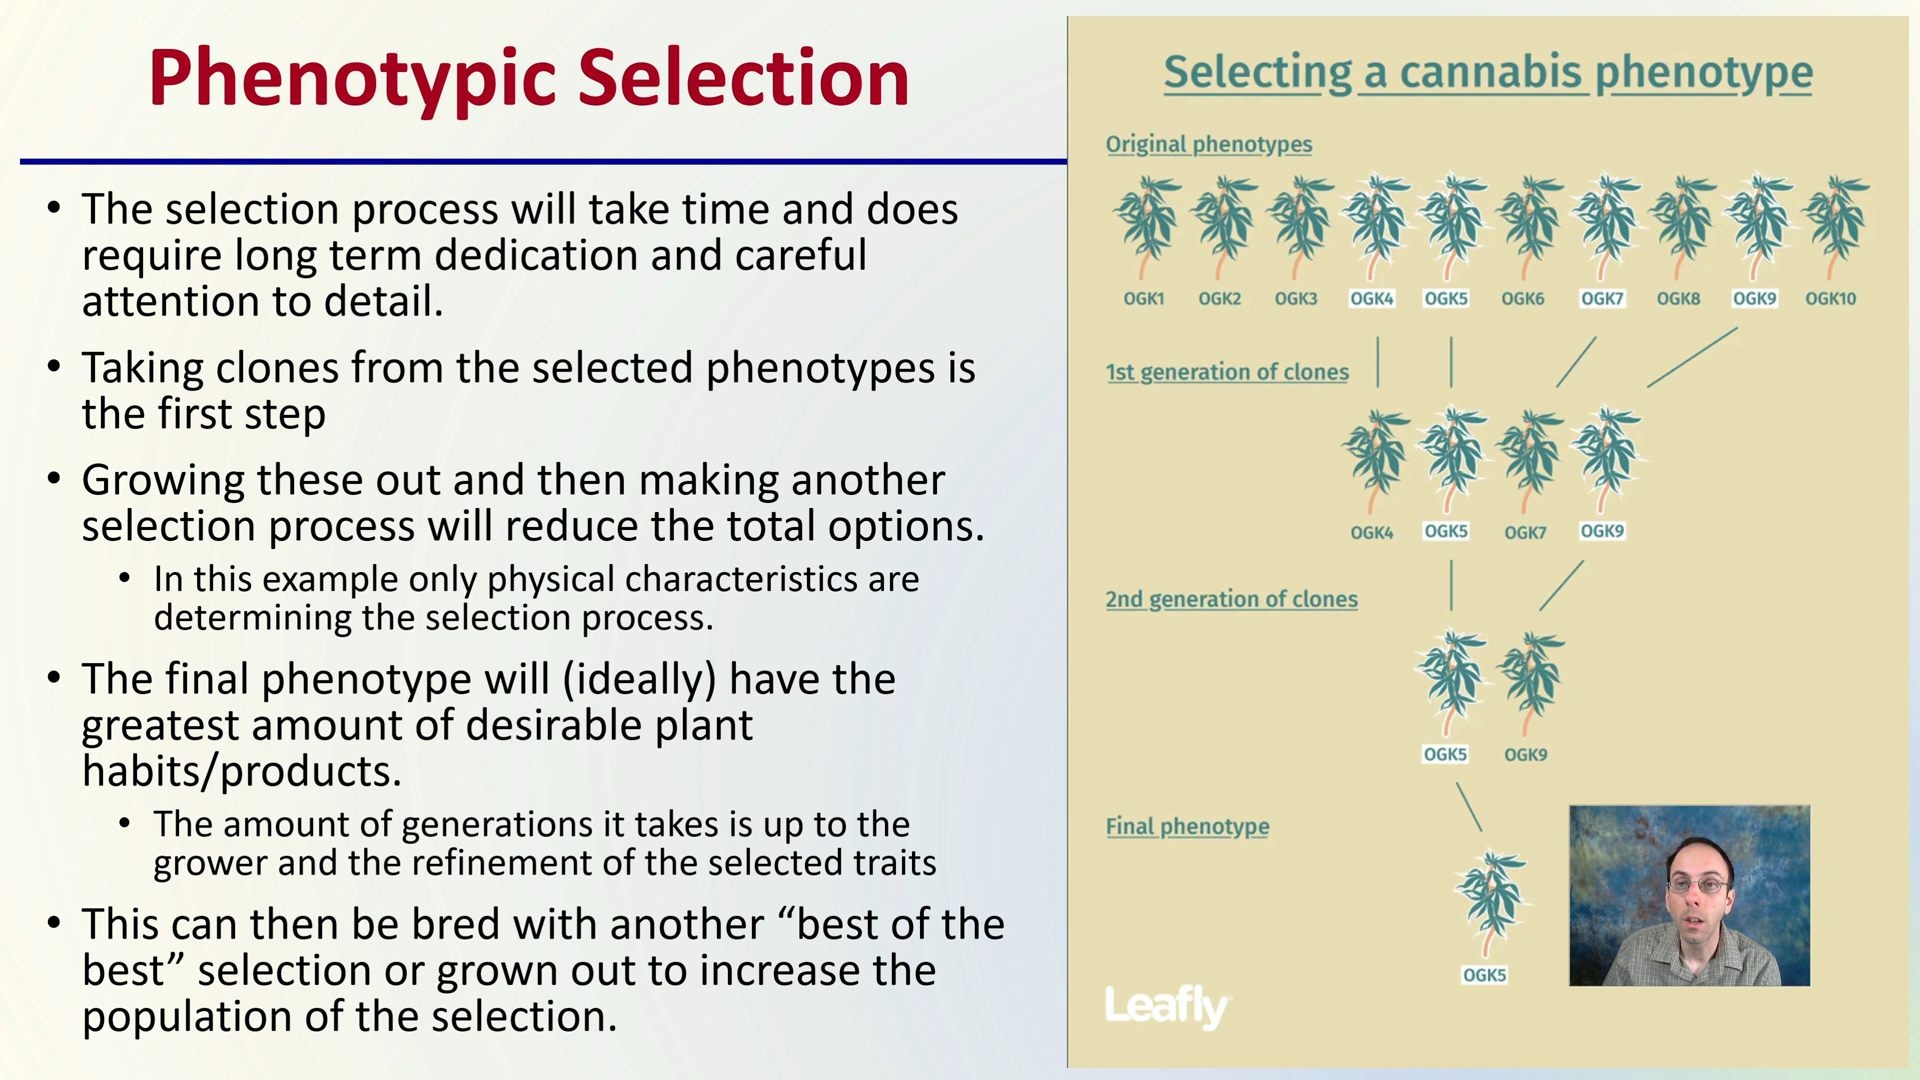 Phenotypic Selection
• The selection process will take time and does
require long term dedication and careful
attention to detail.
• Taking clones from the selected phenotypes is
the first step
• Growing these out and then making another
selection process will reduce the total options.
• In this example only physical characteristics are
determining the selection process.
• The final phenotype will (ideally) have the
greatest amount of desirable plant
habits/products.
• The amount of generations it takes is up to the
grower and the refinement of the selected traits
• This can then be bred with another “best of the
best” selection or grown out to increase the
population of the selection.
Selecting a cannabis phenotype
Original phenotypes
OGK1 OGK2 OGK3 OGK4 OGK5 OGK6 OGK7 OGK8 OGK9 OGK10
1st generation of clones
OGK4 OGK5 OGK7 OGK9
2nd generation of clones
OGK5 OGK9
Final phenotype
OGK5
Leafly